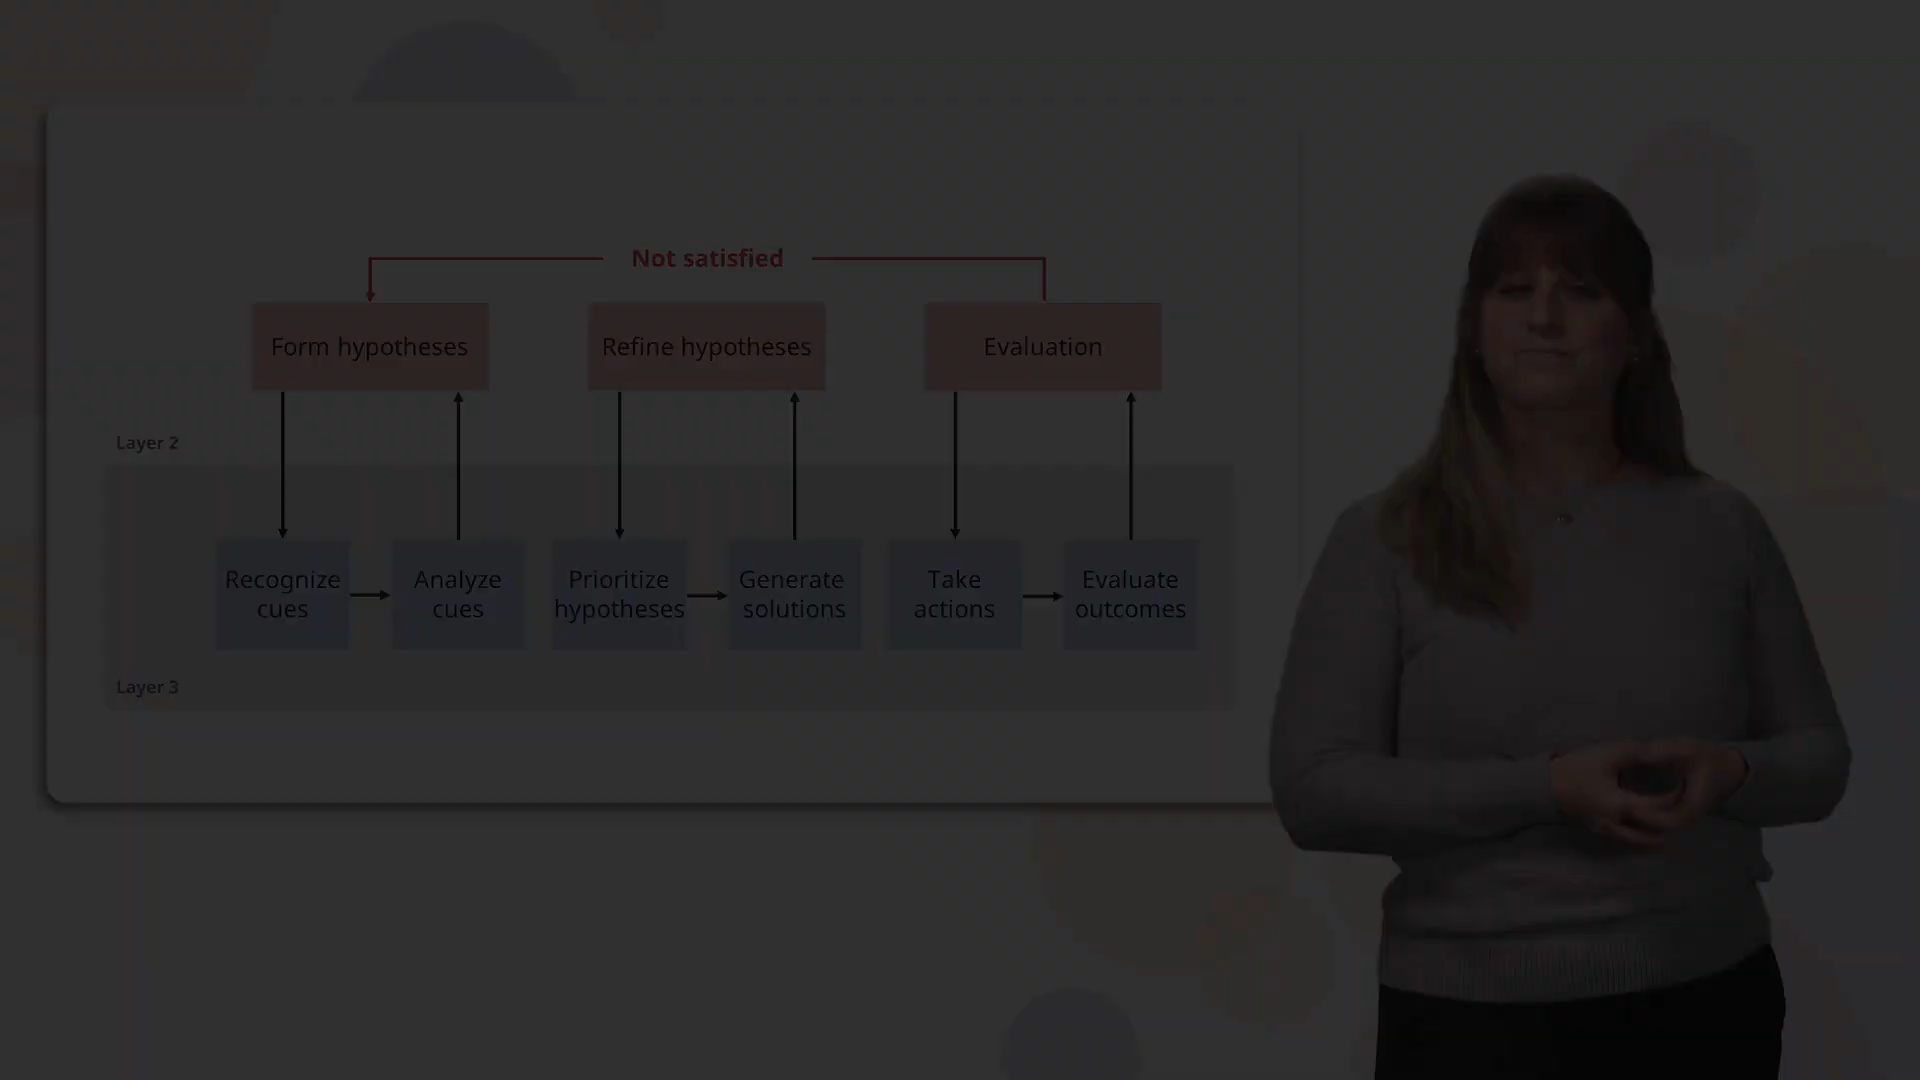 Not satisfied
Form hypotheses
Refine hypotheses
Evaluation
Layer 2
Recognize
cues
Analyze
cues
Prioritize
hypotheses
Generate
solutions
Take
actions
Evaluate
outcomes
Layer 3